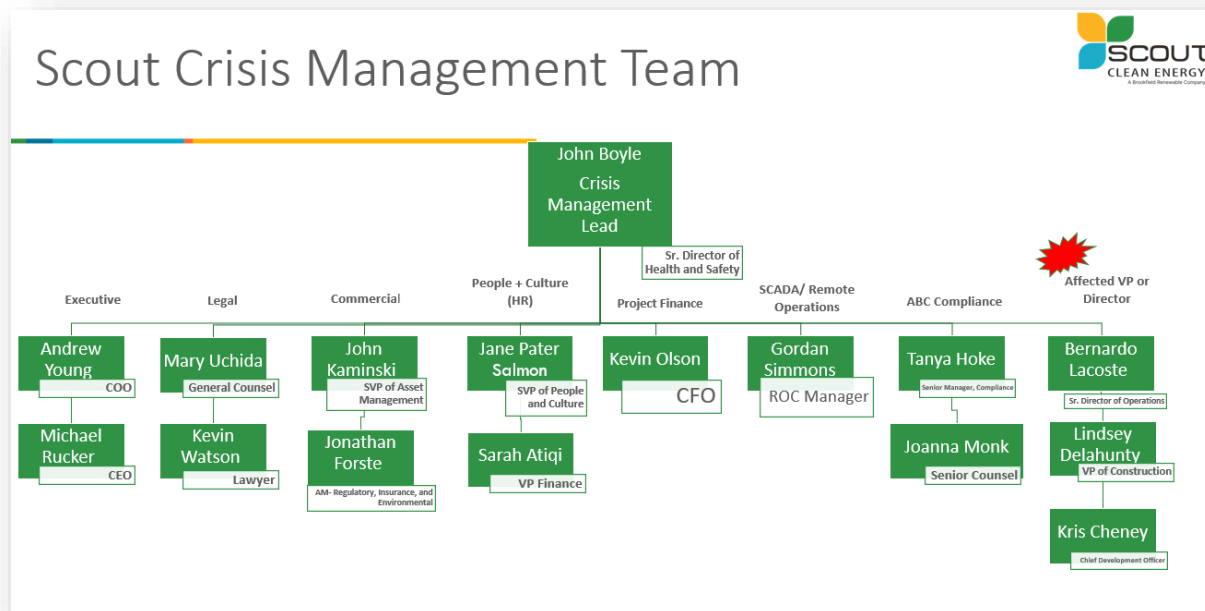 Scout Crisis Management Team
SCOUT
CLEAN ENERGY
A Brookfield Renewable Company
John Boyle
Crisis
Management
Lead
Sr. Director of
Health and Safety
Executive
Legal
Commercial
People + Culture
(HR)
Project Finance
SCADA/ Remote
Operations
ABC Compliance
Affected VP or
Director
Andrew
Young
COO
Michael
Rucker
CEO
Mary Uchida
General Counsel
Kevin
Watson
Lawyer
John
Kaminski
SVP of Asset
Management
Jonathan
Forste
AM- Regulatory, Insurance, and
Environmental
Jane Pater
Salmon
SVP of People
and Culture
Sarah Atiqi
VP Finance
Kevin Olson
CFO
Gordan
Simmons
ROC Manager
Tanya Hoke
Senior Manager, Compliance
Joanna Monk
Senior Counsel
Bernardo
Lacoste
Sr. Director of Operations
Lindsey
Delahunty
VP of Construction
Kris Cheney
Chief Development Officer